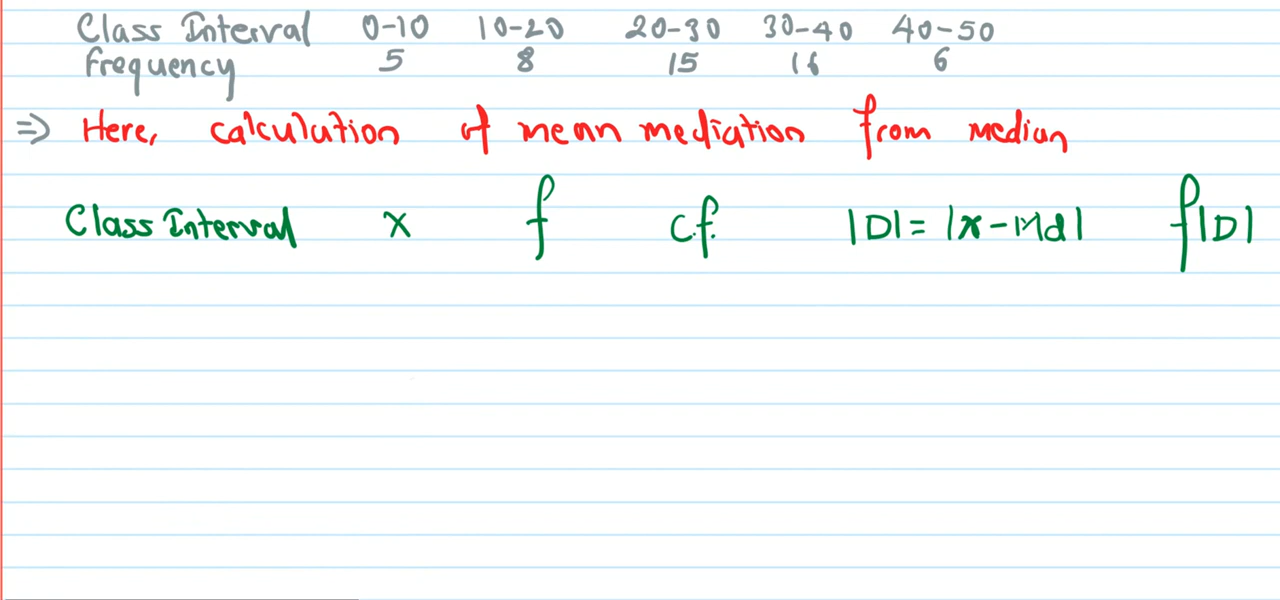 Class Interval 0-10 10-20 20-30 30-40 40-50
Frequency 5 8 15 16 6
⇒ Here, calculation of mean mediation from median
Class Interval x f c.f. |D| = |x - Md| f|D|